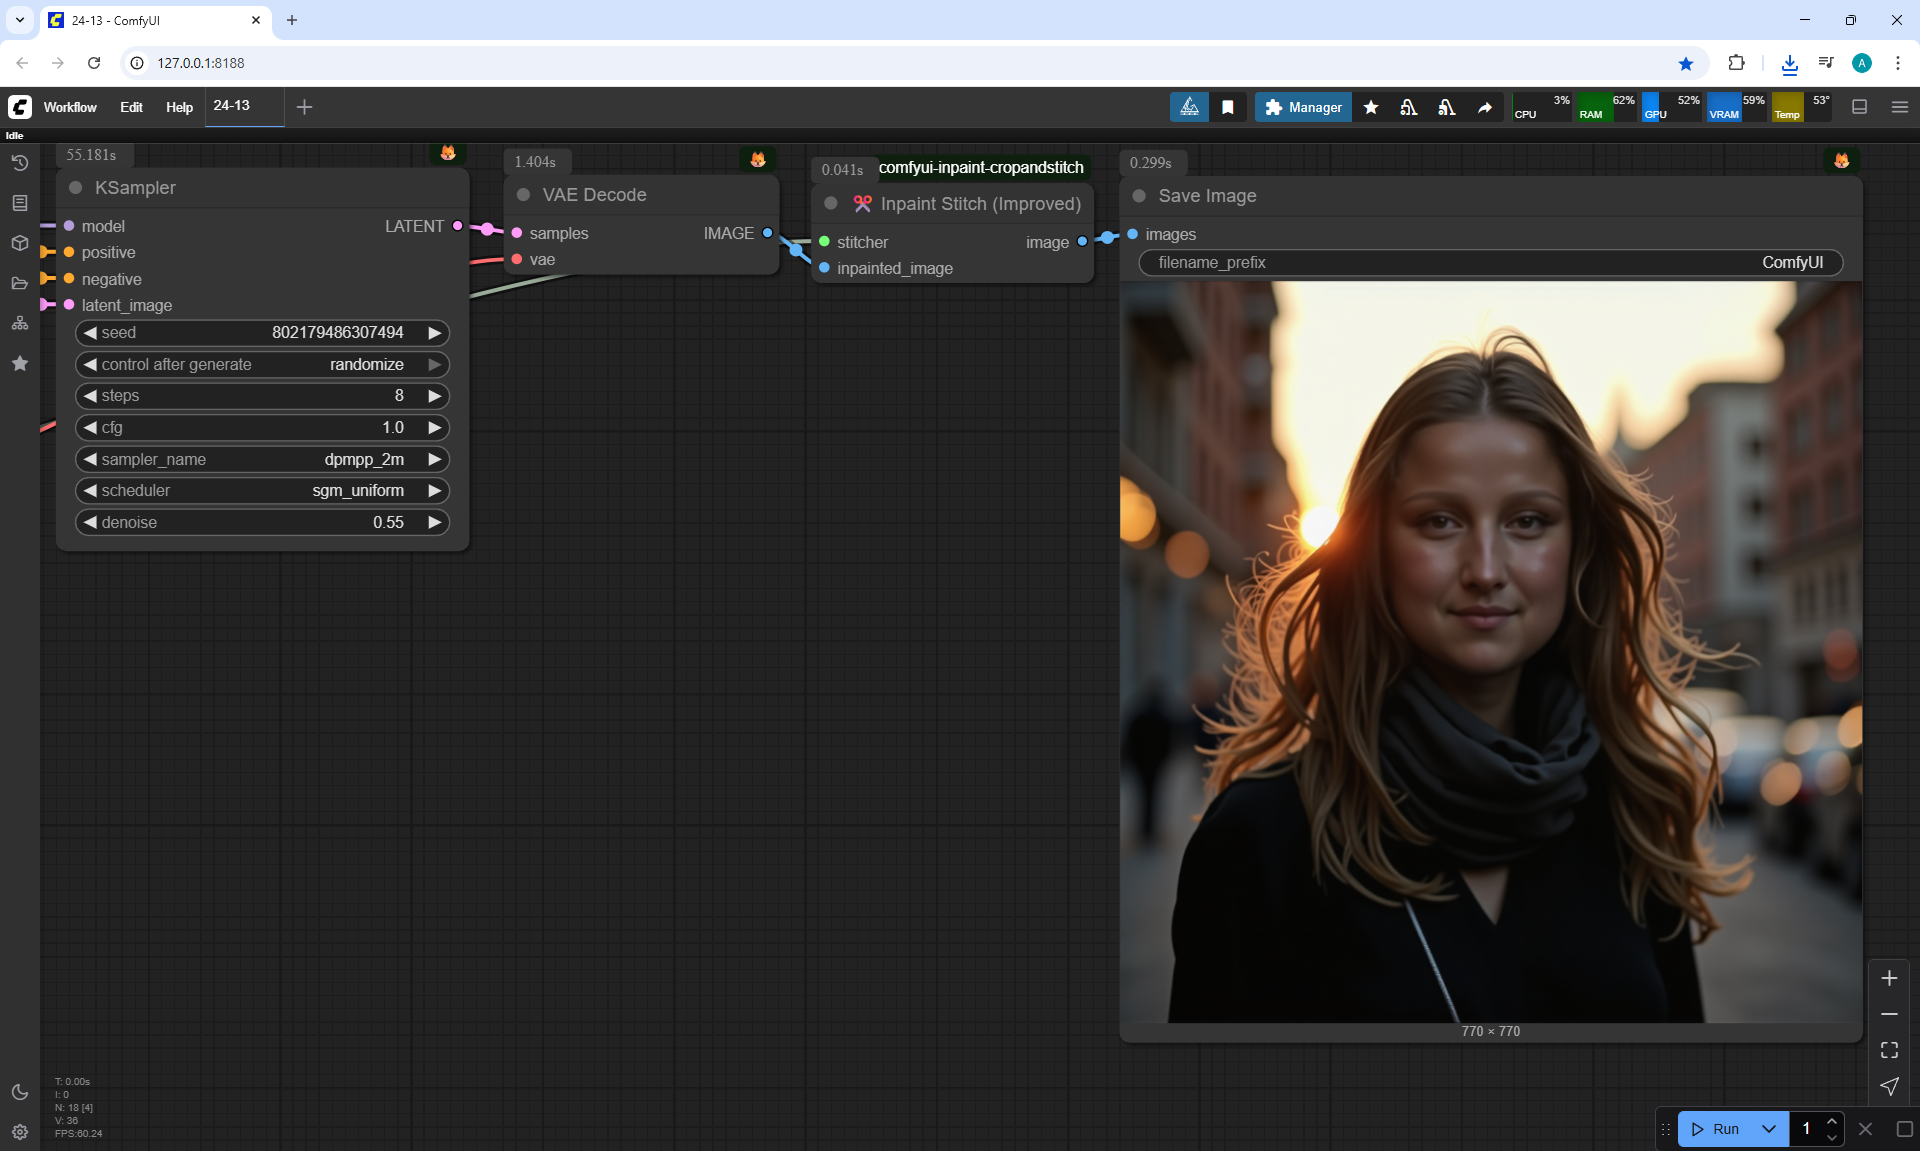 24-13 - ComfyUI
127.0.0.1:8188
A
Workflow Edit Help 24-13
Manager
CPU 3% RAM 62% GPU 52% VRAM 59% Temp 53°
Idle
55.181s
KSampler
model LATENT
positive
negative
latent_image
seed 802179486307494
control after generate randomize
steps 8
cfg 1.0
sampler_name dpmpp_2m
scheduler sgm_uniform
denoise 0.55
1.404s
VAE Decode
samples IMAGE
vae
0.041s comfyui-inpaint-cropandstitch
Inpaint Stitch (Improved)
stitcher image
inpainted_image
0.299s
Save Image
images
filename_prefix ComfyUI
770 × 770
T: 0.00s
I: 0
N: 18 [4]
V: 36
FPS:60.24
Run 1